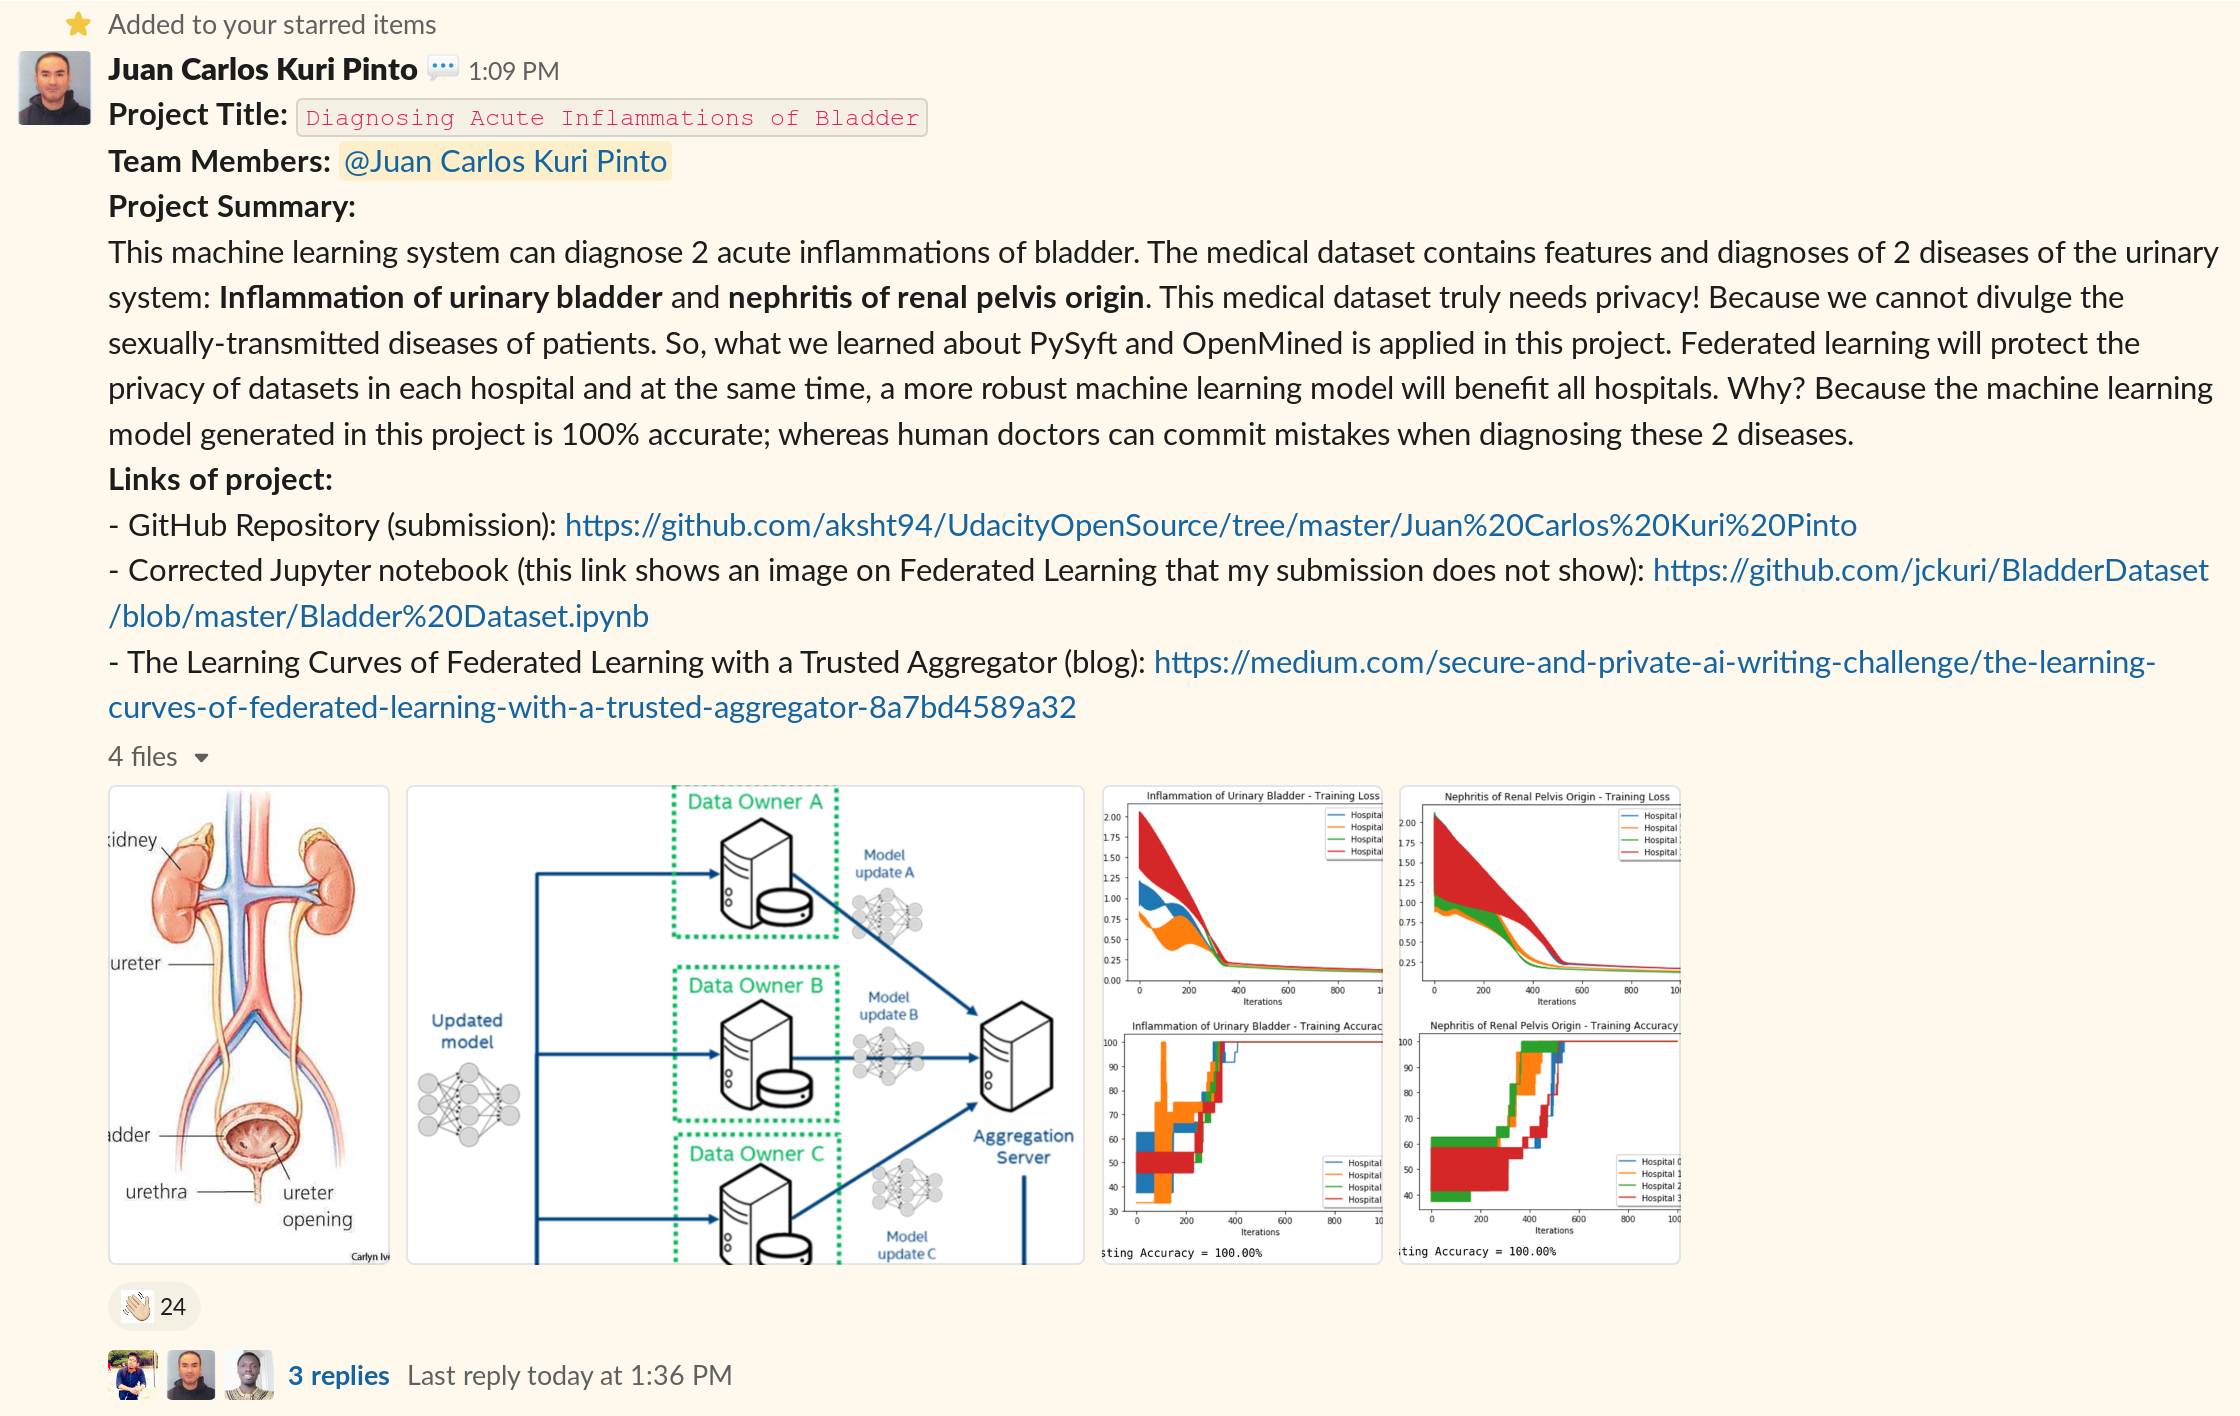 Added to your starred items
Juan Carlos Kuri Pinto 1:09 PM
Project Title: Diagnosing Acute Inflammations of Bladder
Team Members: @Juan Carlos Kuri Pinto
Project Summary:
This machine learning system can diagnose 2 acute inflammations of bladder. The medical dataset contains features and diagnoses of 2 diseases of the urinary
system: Inflammation of urinary bladder and nephritis of renal pelvis origin. This medical dataset truly needs privacy! Because we cannot divulge the
sexually-transmitted diseases of patients. So, what we learned about PySyft and OpenMined is applied in this project. Federated learning will protect the
privacy of datasets in each hospital and at the same time, a more robust machine learning model will benefit all hospitals. Why? Because the machine learning
model generated in this project is 100% accurate; whereas human doctors can commit mistakes when diagnosing these 2 diseases.
Links of project:
- GitHub Repository (submission): https://github.com/aksht94/UdacityOpenSource/tree/master/Juan%20Carlos%20Kuri%20Pinto
- Corrected Jupyter notebook (this link shows an image on Federated Learning that my submission does not show): https://github.com/jckuri/BladderDataset
/blob/master/Bladder%20Dataset.ipynb
- The Learning Curves of Federated Learning with a Trusted Aggregator (blog): https://medium.com/secure-and-private-ai-writing-challenge/the-learning-
curves-of-federated-learning-with-a-trusted-aggregator-8a7bd4589a32
4 files
kidney
ureter
adder
urethra
ureter
opening
Carlyn Ive
Data Owner A
Model
update A
Data Owner B
Model
update B
Updated
model
Data Owner C
Aggregation
Server
Model
update C
Inflammation of Urinary Bladder - Training Loss
Hospital
Hospital
Hospital
Hospital
2.00
1.75
1.50
1.25
1.00
0.75
0.50
0.25
0.00
0 200 400 600 800 1
Iterations
Inflammation of Urinary Bladder - Training Accurac
100
90
80
70
60
50
40
30
Hospital
Hospital
Hospital
Hospital
0 200 400 600 800 10
Iterations
sting Accuracy = 100.00%
Nephritis of Renal Pelvis Origin - Training Loss
Hospital
Hospital
Hospital
Hospital
2.00
1.75
1.50
1.25
1.00
0.75
0.50
0.25
0 200 400 600 800 10
Iterations
Nephritis of Renal Pelvis Origin - Training Accuracy
100
90
80
70
60
50
40
Hospital 0
Hospital 1
Hospital 2
Hospital 3
0 200 400 600 800 100
Iterations
ting Accuracy = 100.00%
24
3 replies Last reply today at 1:36 PM